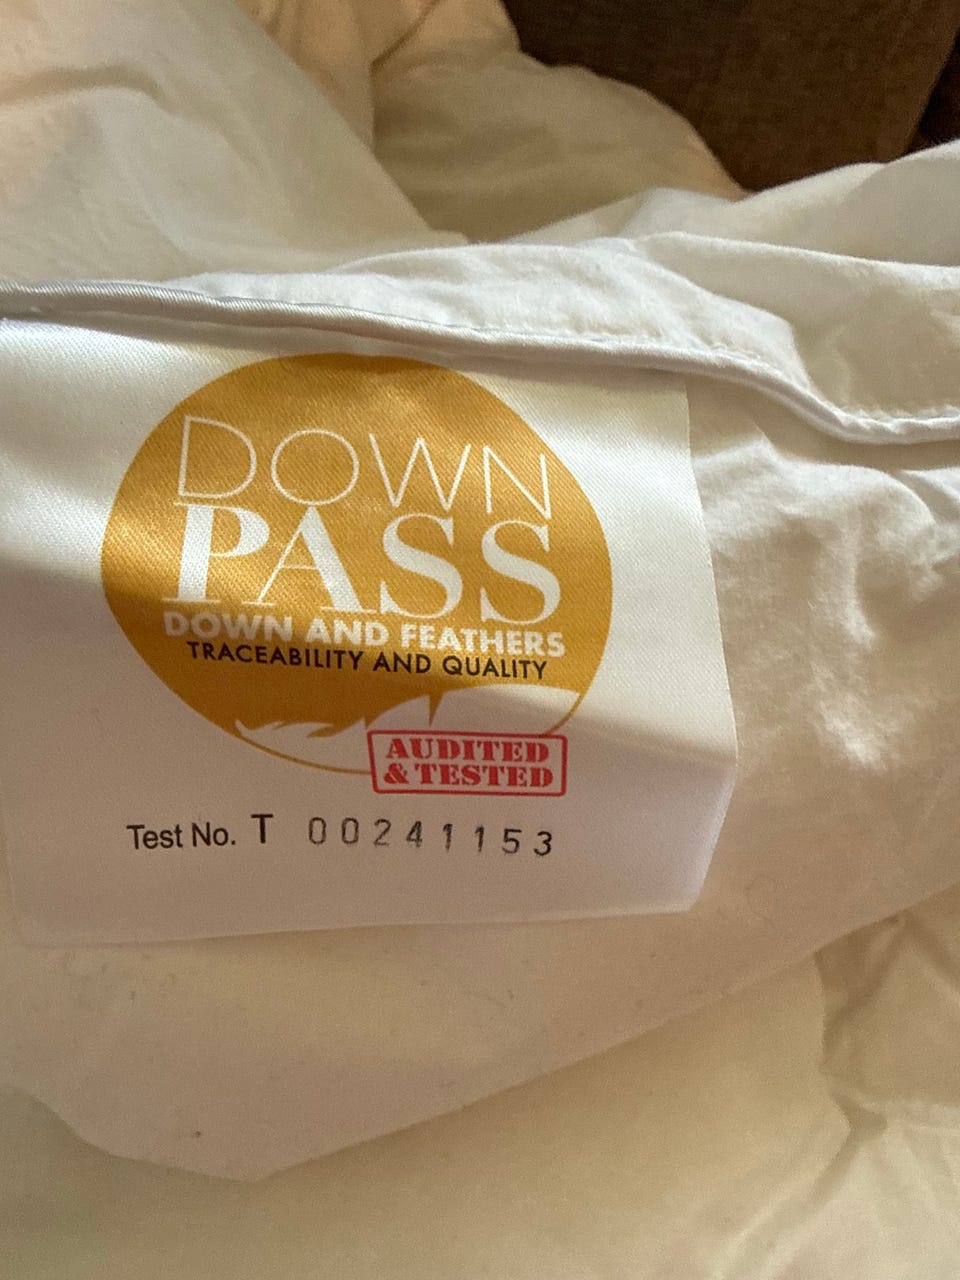 DOWN
PASS
DOWN AND FEATHERS
TRACEABILITY AND QUALITY
AUDITED
& TESTED
Test No. T 00241153